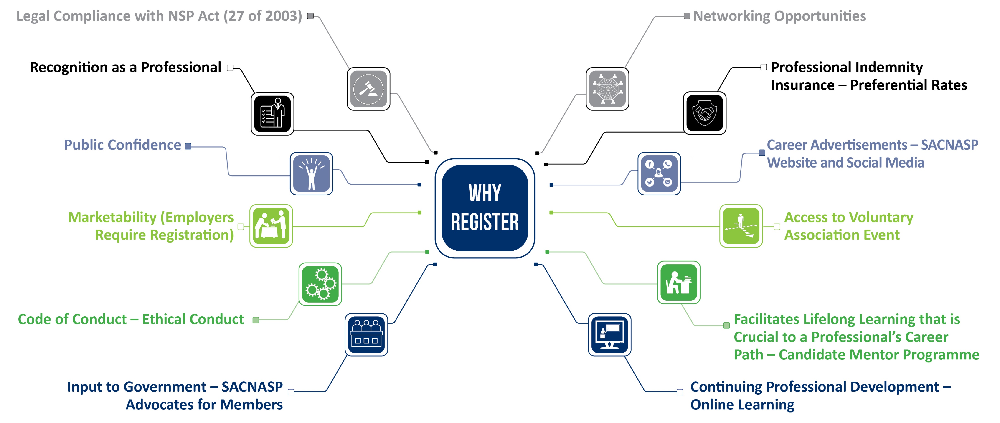 Legal Compliance with NSP Act (27 of 2003)
Recognition as a Professional
Public Confidence
Marketability (Employers
Require Registration)
Code of Conduct – Ethical Conduct
Input to Government – SACNASP
Advocates for Members
WHY
REGISTER
Networking Opportunities
Professional Indemnity
Insurance – Preferential Rates
Career Advertisements – SACNASP
Website and Social Media
Access to Voluntary
Association Event
Facilitates Lifelong Learning that is
Crucial to a Professional’s Career
Path – Candidate Mentor Programme
Continuing Professional Development –
Online Learning